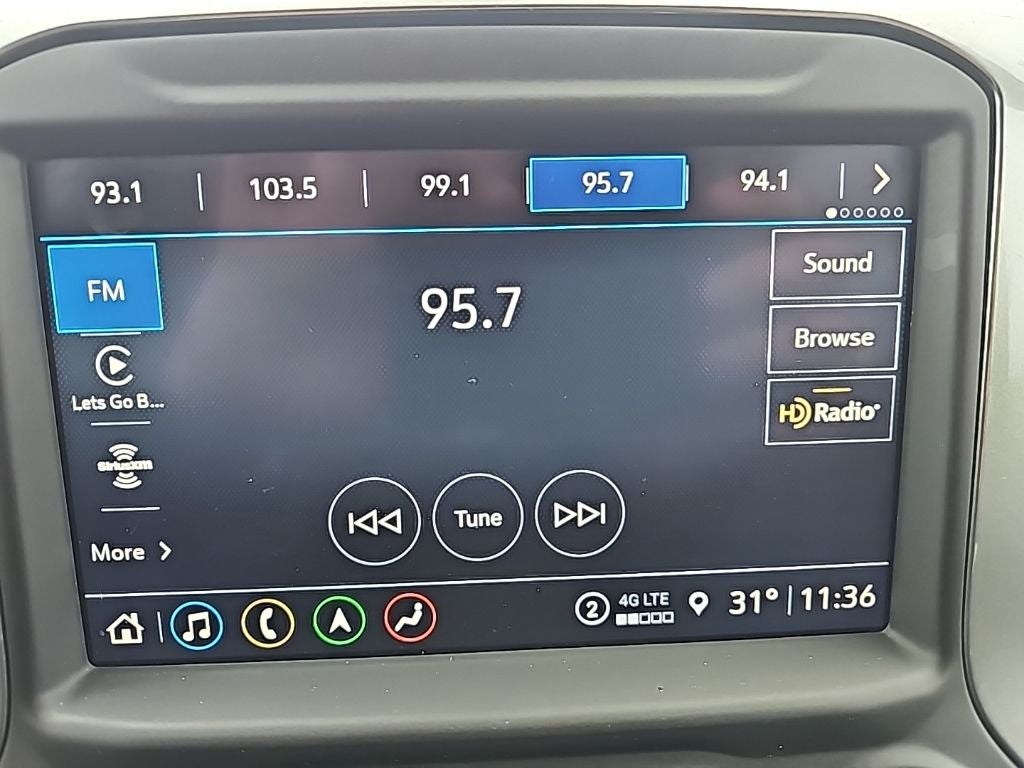 93.1 103.5 99.1 95.7 94.1
FM
95.7
Sound
Browse
HD Radio
Lets Go B...
SiriusXM
Tune
More
2 4G LTE 31° 11:36